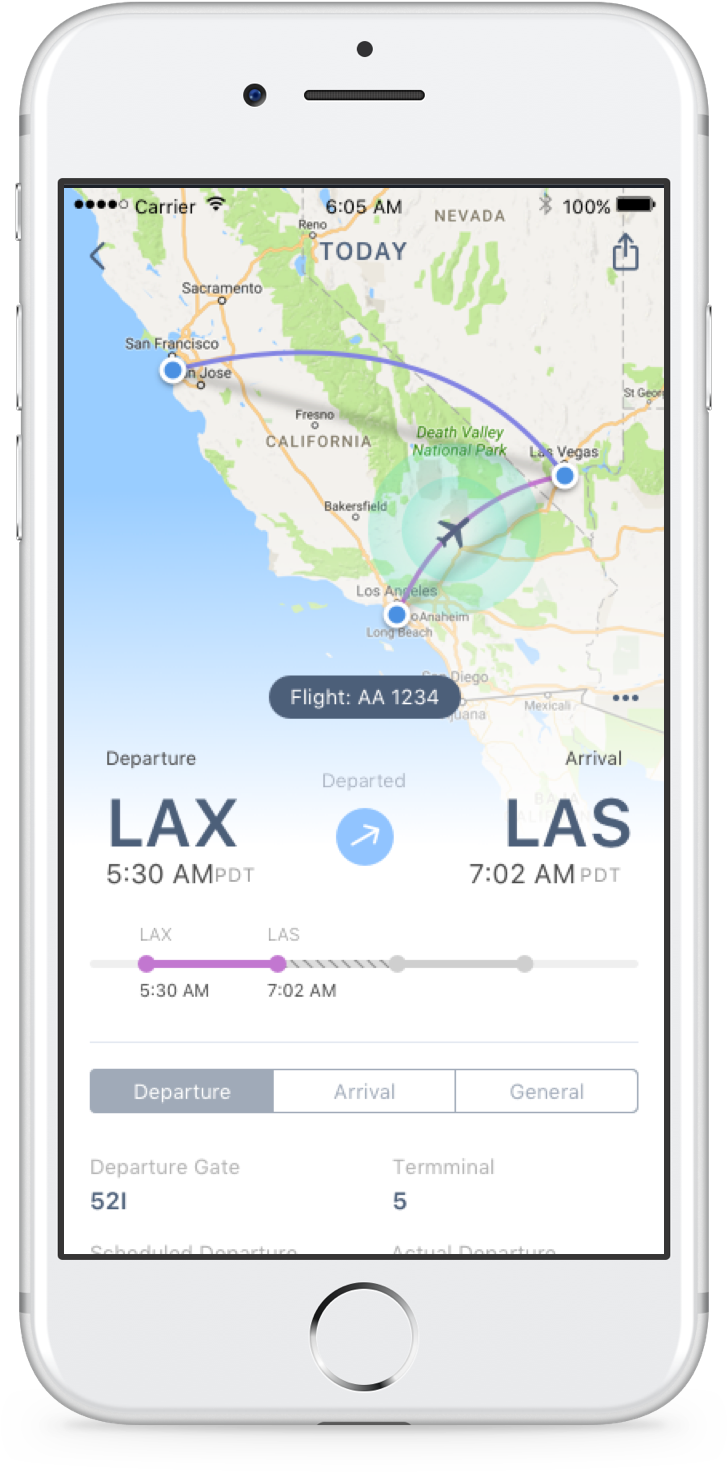 Carrier 6:05 AM 100%
NEVADA
Reno
TODAY
Sacramento
San Francisco
n Jose
St Geor
Fresno
CALIFORNIA
Death Valley
National Park
Las Vegas
Bakersfield
Los Angeles
Anaheim
Long Beach
San Diego
Flight: AA 1234
Mexicali
juana
Departure Arrival
Departed
BAJA
LAX LAS
5:30 AM PDT 7:02 AM PDT
LAX LAS
5:30 AM 7:02 AM
Departure Arrival General
Departure Gate Termminal
52I 5
Scheduled Departure Actual Departure